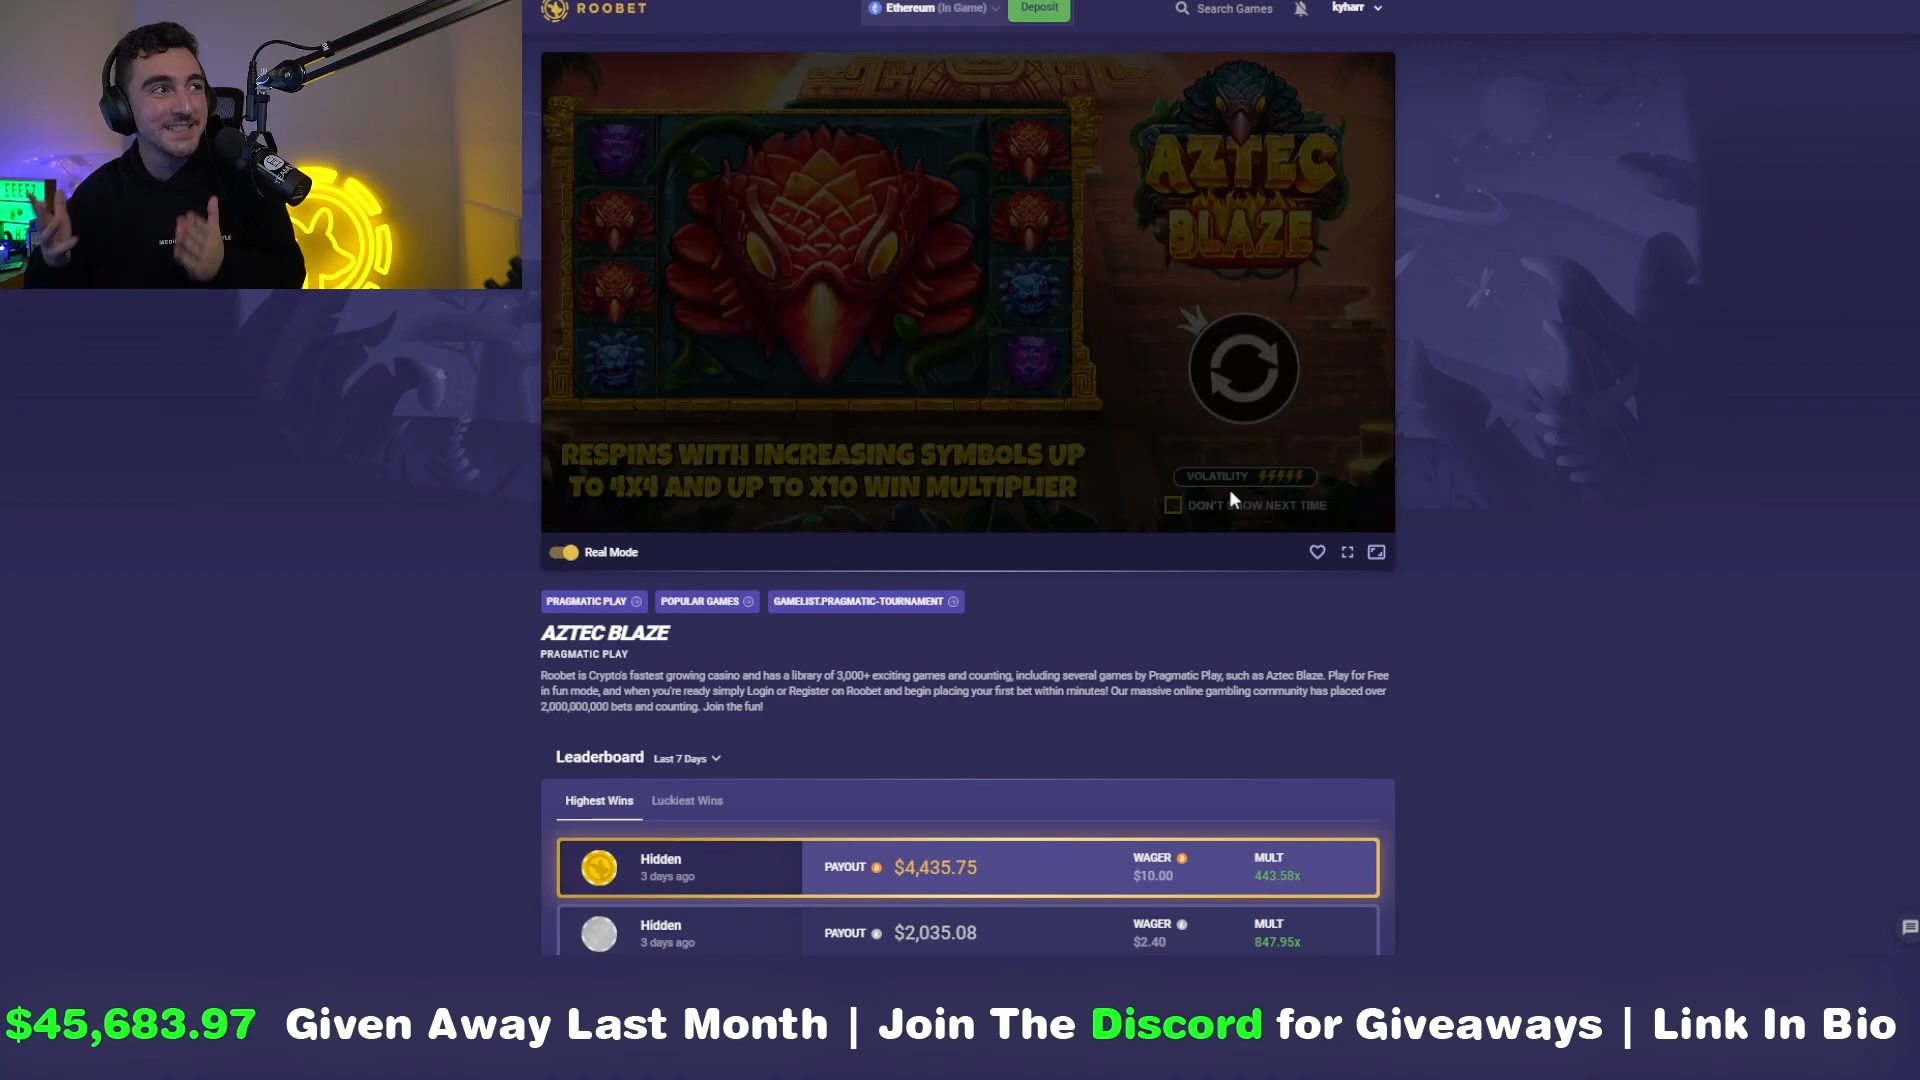 ROOBET
Ethereum (In Game)
Deposit
Search Games
kyharr
EEEEZ
TEAM
AZTEC
BLAZE
RESPINS WITH INCREASING SYMBOLS UP
TO 4X4 AND UP TO X10 WIN MULTIPLIER
VOLATILITY
DON'T SHOW NEXT TIME
Real Mode
PRAGMATIC PLAY
POPULAR GAMES
GAMELIST.PRAGMATIC-TOURNAMENT
AZTEC BLAZE
PRAGMATIC PLAY
Roobet is Crypto's fastest growing casino and has a library of 3,000+ exciting games and counting, including several games by Pragmatic Play, such as Aztec Blaze. Play for Free
in fun mode, and when you're ready simply Login or Register on Roobet and begin placing your first bet within minutes! Our massive online gambling community has placed over
2,000,000,000 bets and counting. Join the fun!
Leaderboard Last 7 Days
Highest Wins Luckiest Wins
Hidden
3 days ago
PAYOUT $4,435.75
WAGER
$10.00
MULT
443.58x
Hidden
3 days ago
PAYOUT $2,035.08
WAGER
$2.40
MULT
847.95x
$45,683.97 Given Away Last Month | Join The Discord for Giveaways | Link In Bio